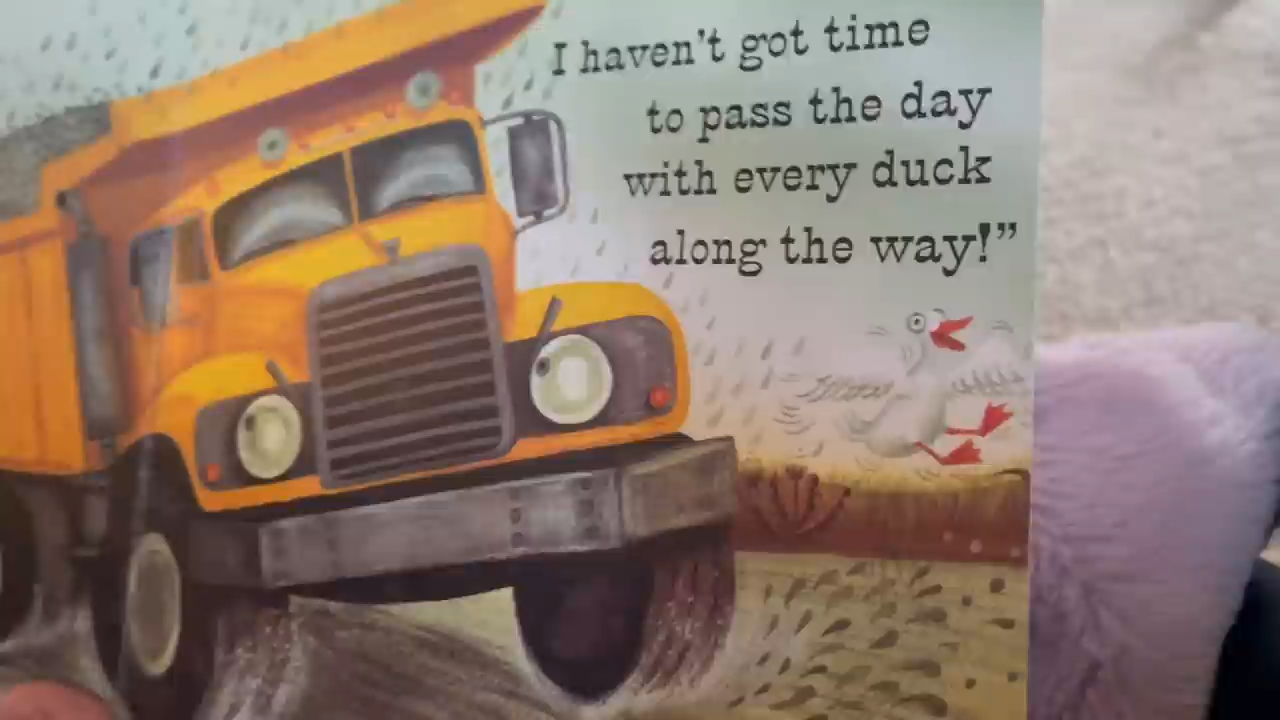 I haven't got time
to pass the day
with every duck
along the way!”